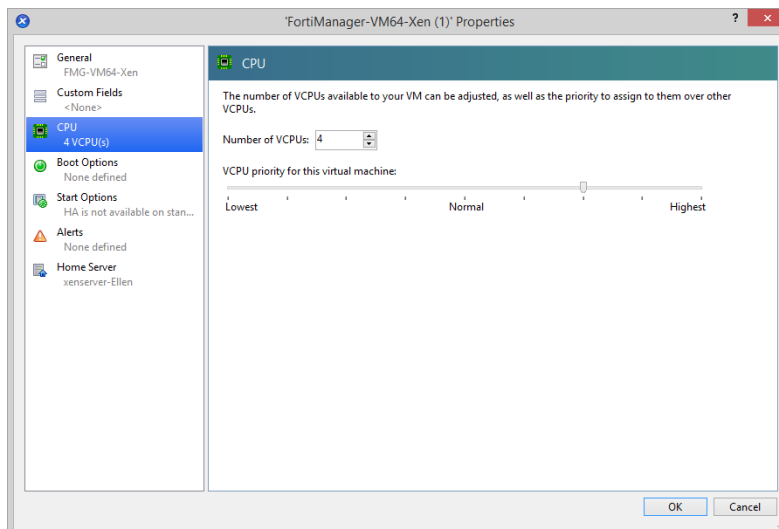 'FortiManager-VM64-Xen (1)' Properties
?
×
General
FMG-VM64-Xen
Custom Fields
<None>
CPU
4 VCPU(s)
Boot Options
None defined
Start Options
HA is not available on stan...
Alerts
None defined
Home Server
xenserver-Ellen
CPU
The number of VCPUs available to your VM can be adjusted, as well as the priority to assign to them over other
VCPUs.
Number of VCPUs: 4
VCPU priority for this virtual machine:
Lowest Normal Highest
OK Cancel